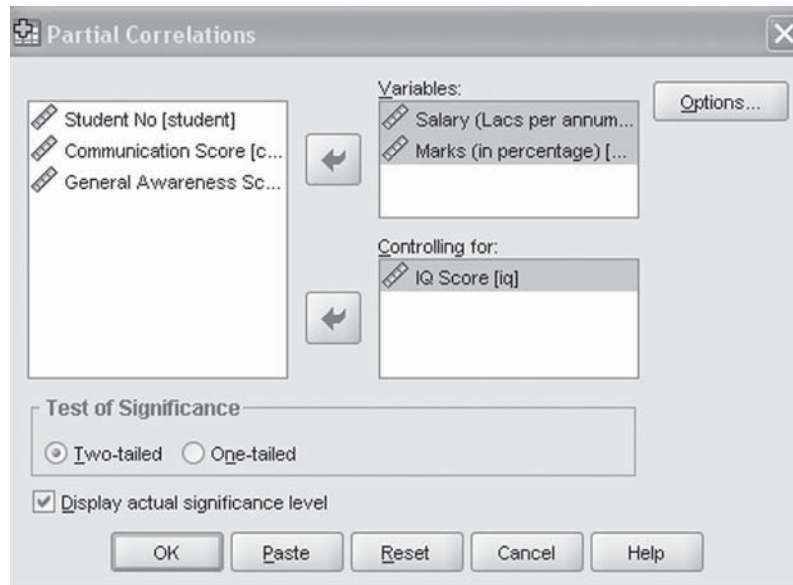 Partial Correlations
Student No [student]
Communication Score [c...
General Awareness Sc...
Variables:
Salary (Lacs per annum...
Marks (in percentage) [...
Options...
Controlling for:
IQ Score [iq]
Test of Significance
Two-tailed
One-tailed
Display actual significance level
OK
Paste
Reset
Cancel
Help